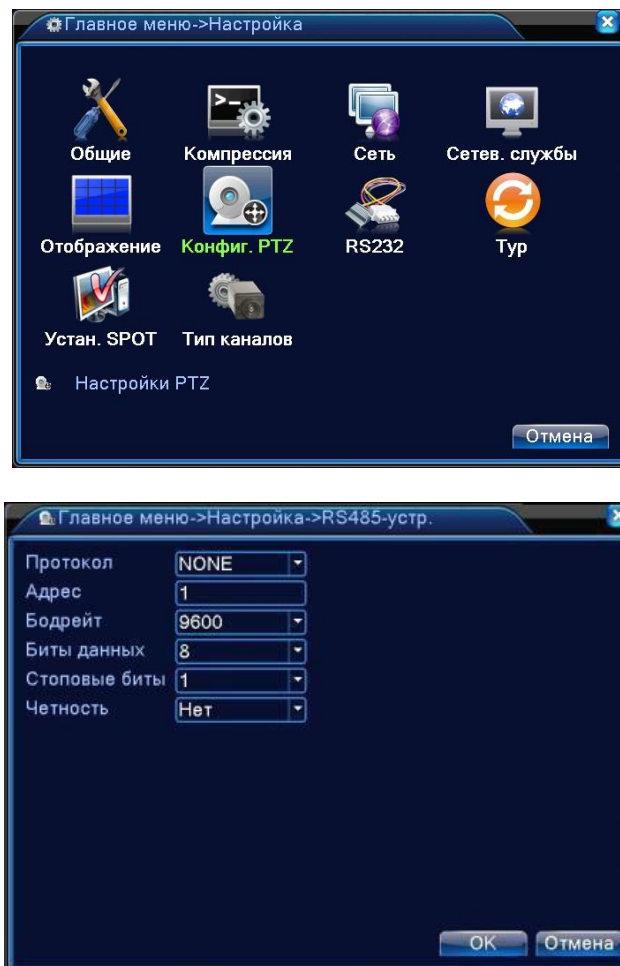 Главное меню->Настройка
Общие Компрессия Сеть Сетев. службы
Отображение Конфиг. PTZ RS232 Тур
Устан. SPOT Тип каналов
Настройки PTZ
Отмена
Главное меню->Настройка->RS485-устр.
Протокол NONE
Адрес 1
Бодрейт 9600
Биты данных 8
Стоповые биты 1
Четность Нет
OK Отмена